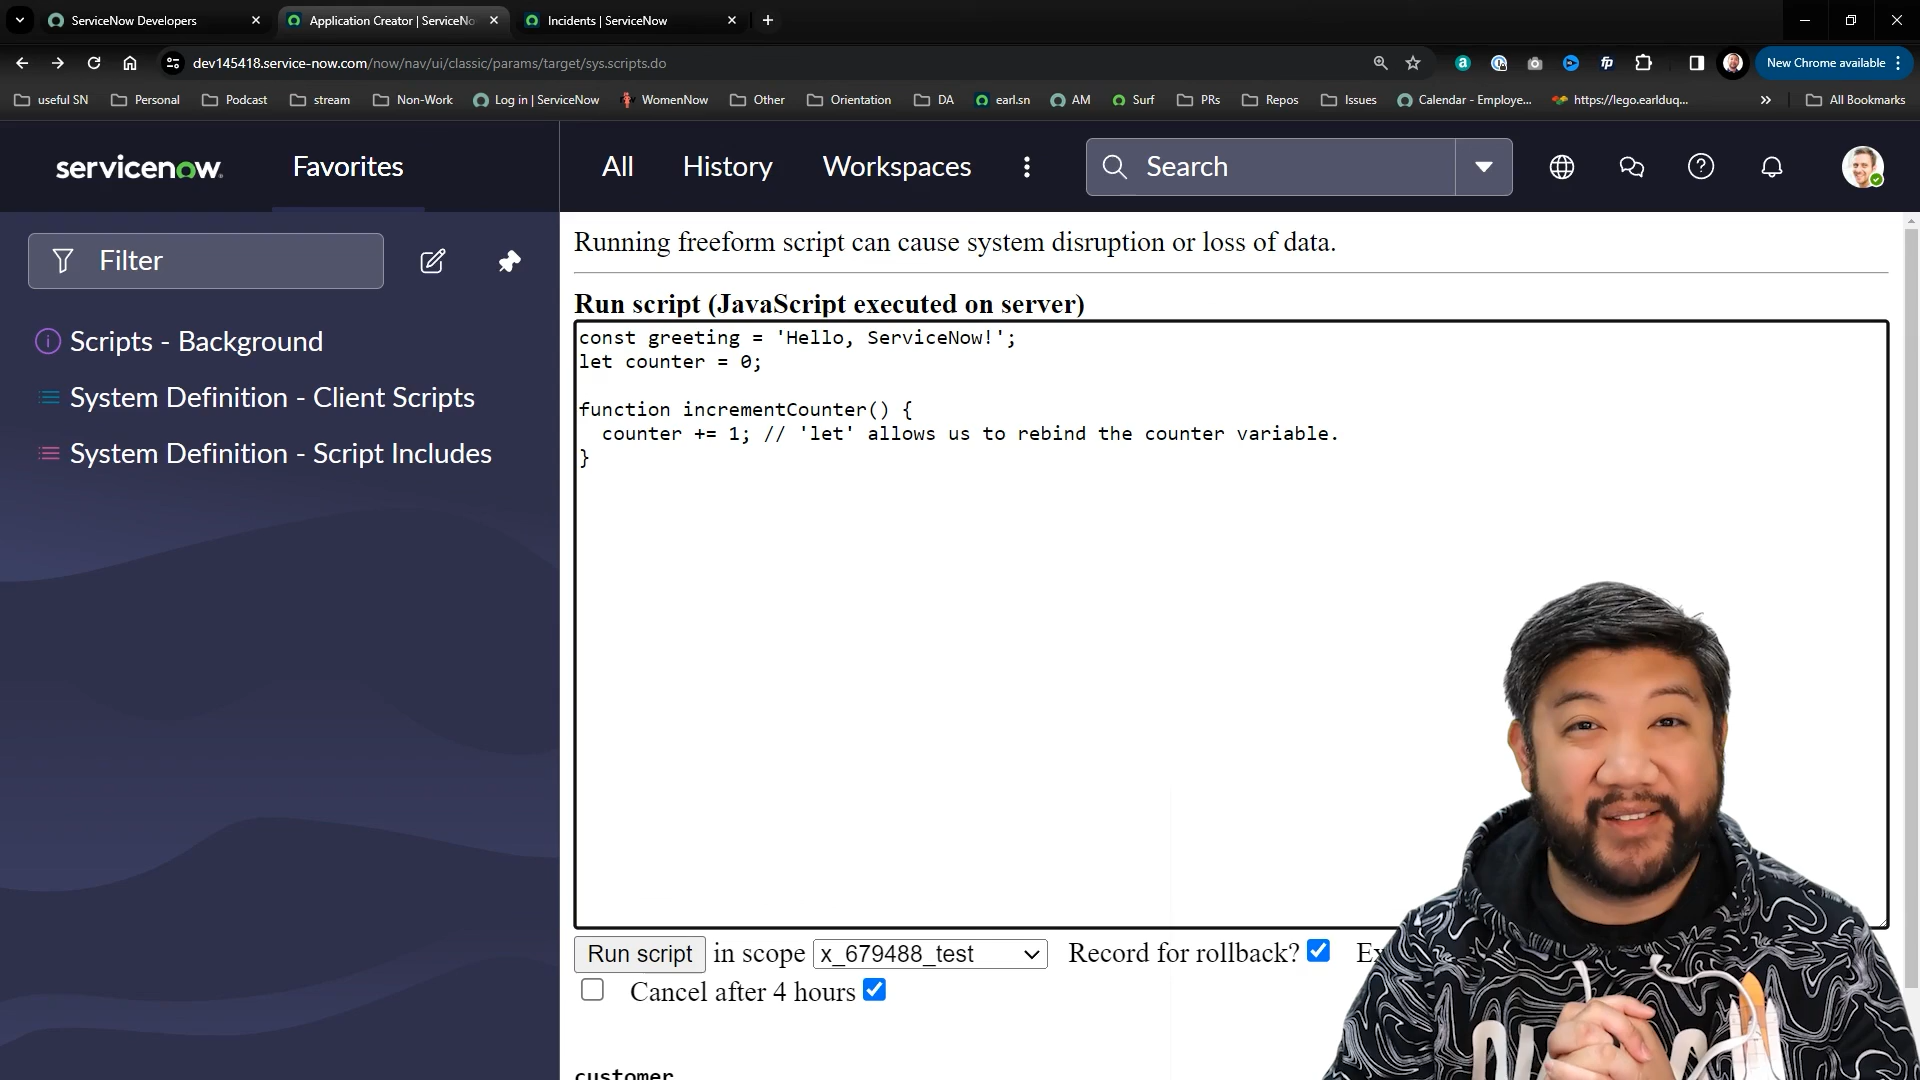 ServiceNow Developers
Application Creator | ServiceNo
Incidents | ServiceNow
dev145418.service-now.com/now/nav/ui/classic/params/target/sys.scripts.do
New Chrome available
useful SN
Personal
Podcast
stream
Non-Work
Log in | ServiceNow
WomenNow
Other
Orientation
DA
earl.sn
AM
Surf
PRs
Repos
Issues
Calendar - Employe...
https://lego.earlduq...
All Bookmarks
servicenow
Favorites
All
History
Workspaces
Search
Filter
Scripts - Background
System Definition - Client Scripts
System Definition - Script Includes
Running freeform script can cause system disruption or loss of data.
Run script (JavaScript executed on server)
const greeting = 'Hello, ServiceNow!';
let counter = 0;
function incrementCounter() {
counter += 1; // 'let' allows us to rebind the counter variable.
}
Run script in scope x_679488_test Record for rollback? Ex
Cancel after 4 hours
customer